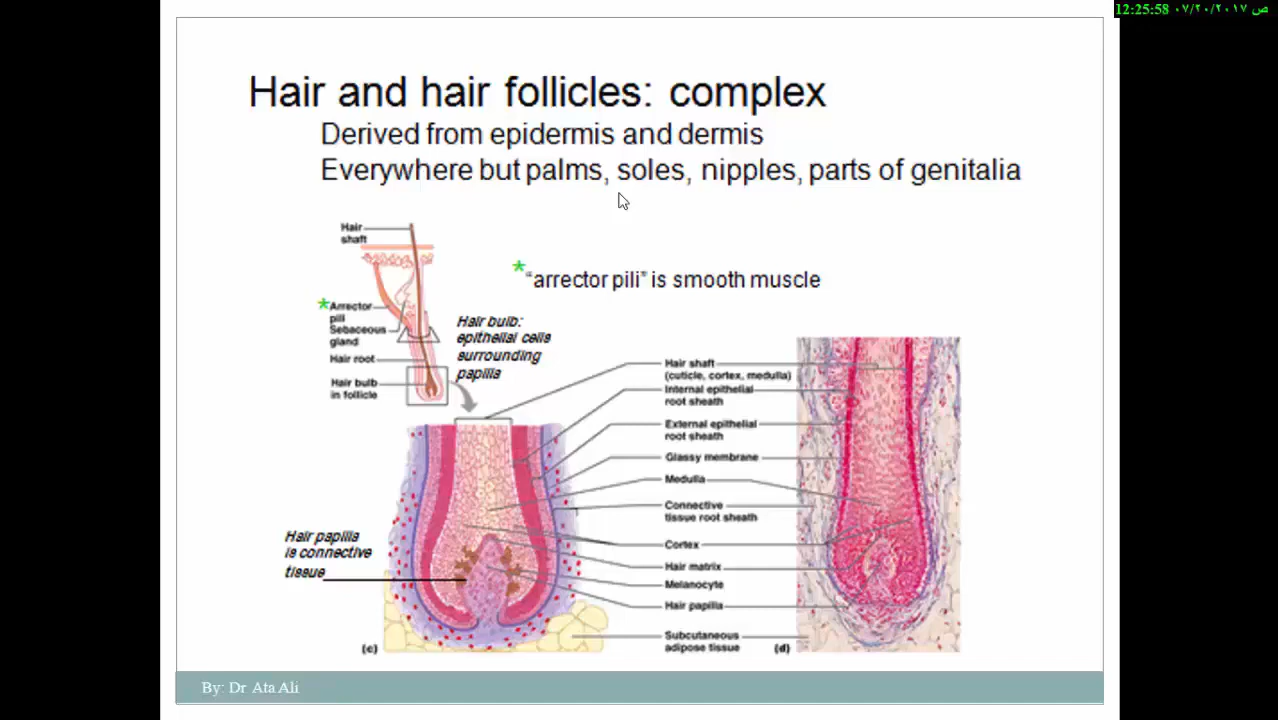 12:25:58 ٠٧/٢٠/٢٠١٧ ص
Hair and hair follicles: complex
Derived from epidermis and dermis
Everywhere but palms, soles, nipples, parts of genitalia
Hair
shaft
*"arrector pili" is smooth muscle
*Arrector
pili
Sebaceous
gland
Hair root
Hair bulb
in follicle
Hair bulb:
epithelial cells
surrounding
papilla
Hair shaft
(cuticle, cortex, medulla)
Internal epithelial
root sheath
External epithelial
root sheath
Glassy membrane
Medulla
Connective
tissue root sheath
Cortex
Hair matrix
Melanocyte
Hair papilla
Subcutaneous
adipose tissue
Hair papilla
is connective
tissue
(c)
(d)
By: Dr Ata Ali